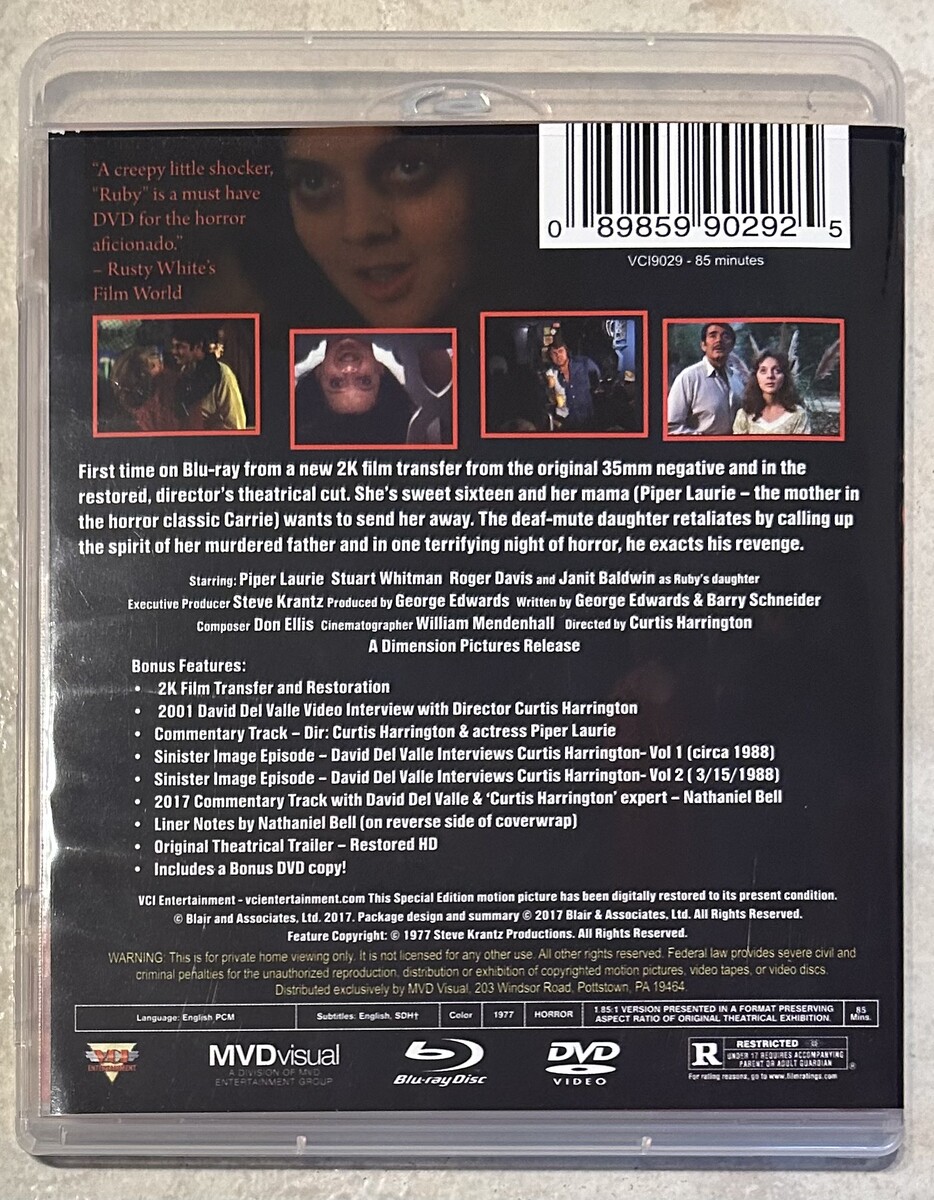 "A creepy little shocker,
"Ruby" is a must have
DVD for the horror
aficionado."
– Rusty White's
Film World
0 89859 90292 5
VCI9029 - 85 minutes
First time on Blu-ray from a new 2K film transfer from the original 35mm negative and in the
restored, director's theatrical cut. She's sweet sixteen and her mama (Piper Laurie – the mother in
the horror classic Carrie) wants to send her away. The deaf-mute daughter retaliates by calling up
the spirit of her murdered father and in one terrifying night of horror, he exacts his revenge.
Starring: Piper Laurie Stuart Whitman Roger Davis and Janit Baldwin as Ruby's daughter
Executive Producer Steve Krantz Produced by George Edwards Written by George Edwards & Barry Schneider
Composer Don Ellis Cinematographer William Mendenhall Directed by Curtis Harrington
A Dimension Pictures Release
Bonus Features:
• 2K Film Transfer and Restoration
• 2001 David Del Valle Video Interview with Director Curtis Harrington
• Commentary Track – Dir: Curtis Harrington & actress Piper Laurie
• Sinister Image Episode – David Del Valle Interviews Curtis Harrington- Vol 1 (circa 1988)
• Sinister Image Episode – David Del Valle Interviews Curtis Harrington- Vol 2 ( 3/15/1988)
• 2017 Commentary Track with David Del Valle & 'Curtis Harrington' expert – Nathaniel Bell
• Liner Notes by Nathaniel Bell (on reverse side of coverwrap)
• Original Theatrical Trailer – Restored HD
• Includes a Bonus DVD copy!
VCI Entertainment - vcientertainment.com This Special Edition motion picture has been digitally restored to its present condition.
© Blair and Associates, Ltd. 2017. Package design and summary © 2017 Blair & Associates, Ltd. All Rights Reserved.
Feature Copyright: © 1977 Steve Krantz Productions. All Rights Reserved.
WARNING: This is for private home viewing only. It is not licensed for any other use. All other rights reserved. Federal law provides severe civil and
criminal penalties for the unauthorized reproduction, distribution or exhibition of copyrighted motion pictures, video tapes, or video discs.
Distributed exclusively by MVD Visual, 203 Windsor Road, Pottstown, PA 19464.
Language: English PCM Subtitles: English, SDH† Color 1977 HORROR 1.85:1 VERSION PRESENTED IN A FORMAT PRESERVING
ASPECT RATIO OF ORIGINAL THEATRICAL EXHIBITION. 85
Mins.
VCI
ENTERTAINMENT
MVDvisual
A DIVISION OF MVD
ENTERTAINMENT GROUP
Blu-ray Disc
DVD
VIDEO
R RESTRICTED
UNDER 17 REQUIRES ACCOMPANYING
PARENT OR ADULT GUARDIAN ®
For rating reasons, go to www.filmratings.com